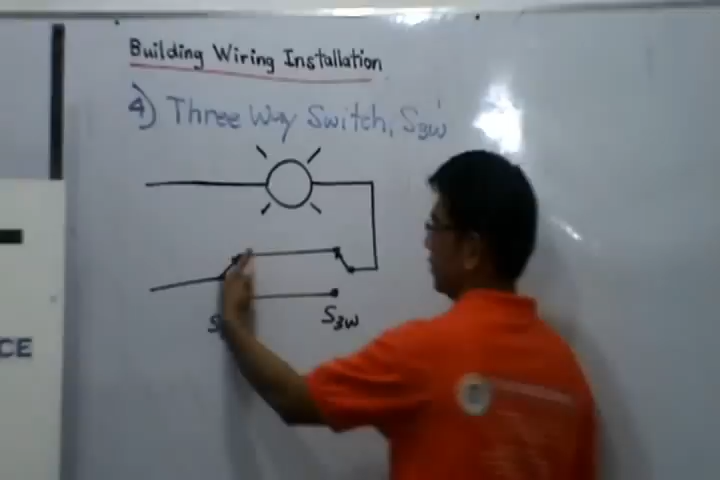 Building Wiring Installation
4) Three Way Switch, S3W
S S3W
CE